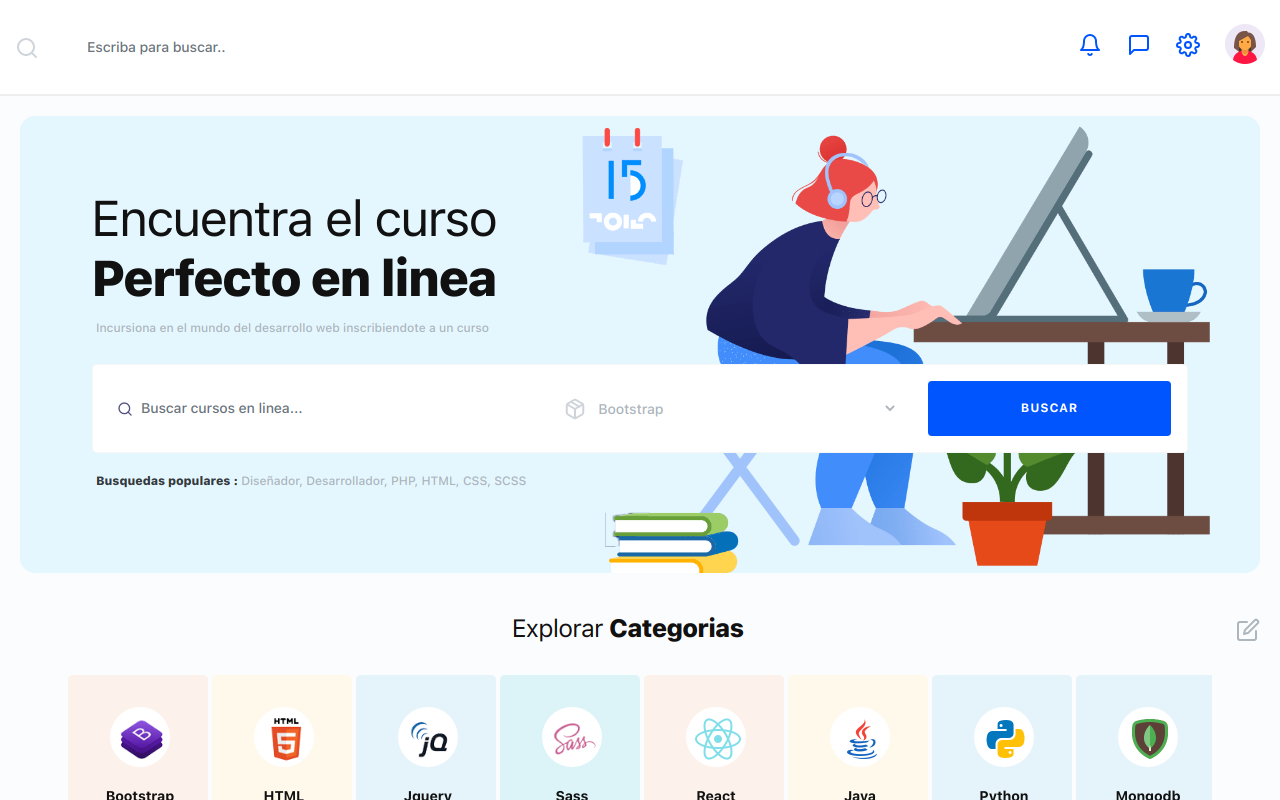 Escriba para buscar..
15
Encuentra el curso
Perfecto en linea
Incursiona en el mundo del desarrollo web inscribiendote a un curso
Buscar cursos en linea...
Bootstrap
BUSCAR
Busquedas populares : Diseñador, Desarrollador, PHP, HTML, CSS, SCSS
Explorar Categorias
B
HTML
5
jQ
Sass
Bootstrap
HTML
Jquery
Sass
React
Java
Python
Mongodb